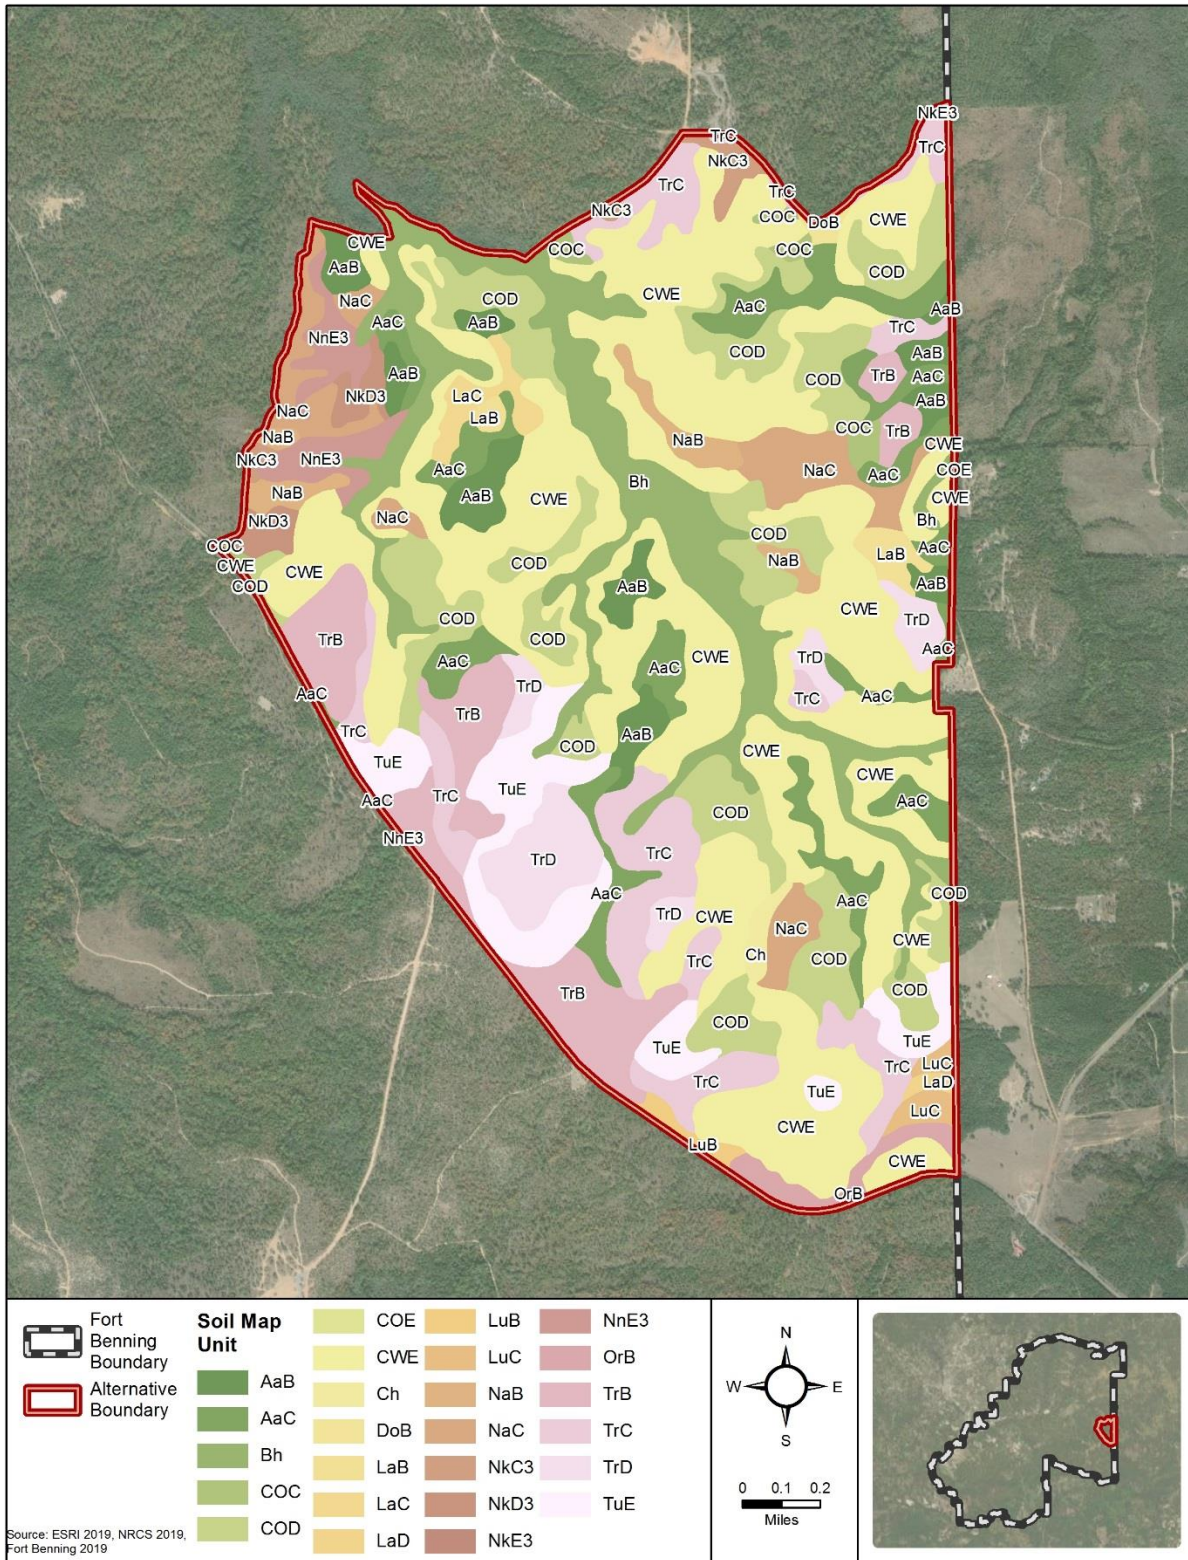 NkE3
TrC
TrC
NkC3
TrC
TrC
NkC3
COC
DoB
CWE
CWE
COC
COC
AaB
COD
NaC
CWE
COD
AaC
AaB
AaC
AaB
TrC
NnE3
COD
AaB
AaB
COD
TrB
AaC
NkD3
LaC
AaB
NaC
LaB
COC
TrB
NaB
NaB
CWE
NkC3
NnE3
AaC
NaC
AaC
COE
Bh
NaB
AaB
CWE
CWE
NaC
Bh
NkD3
COD
COC
LaB
AaC
CWE
CWE
COD
NaB
COD
AaB
AaB
CWE
COD
COD
TrD
TrB
AaC
AaC
CWE
TrD
AaC
TrD
AaC
TrC
AaC
TrB
TrC
AaB
COD
CWE
TuE
CWE
TrC
TuE
AaC
AaC
COD
NnE3
TrC
TrD
AaC
COD
AaC
TrD
CWE
NaC
CWE
TrC
Ch
COD
TrB
COD
COD
TuE
TuE
TrC
LuC
TrC
LaD
TuE
LuC
CWE
LuB
CWE
OrB
Fort
Benning
Boundary
Alternative
Boundary
Soil Map
Unit
AaB
AaC
Bh
COC
COD
COE
CWE
Ch
DoB
LaB
LaC
LaD
LuB
LuC
NaB
NaC
NkC3
NkD3
NkE3
NnE3
OrB
TrB
TrC
TrD
TuE
N
W
E
S
0 0.1 0.2
Miles
Source: ESRI 2019, NRCS 2019,
Fort Benning 2019